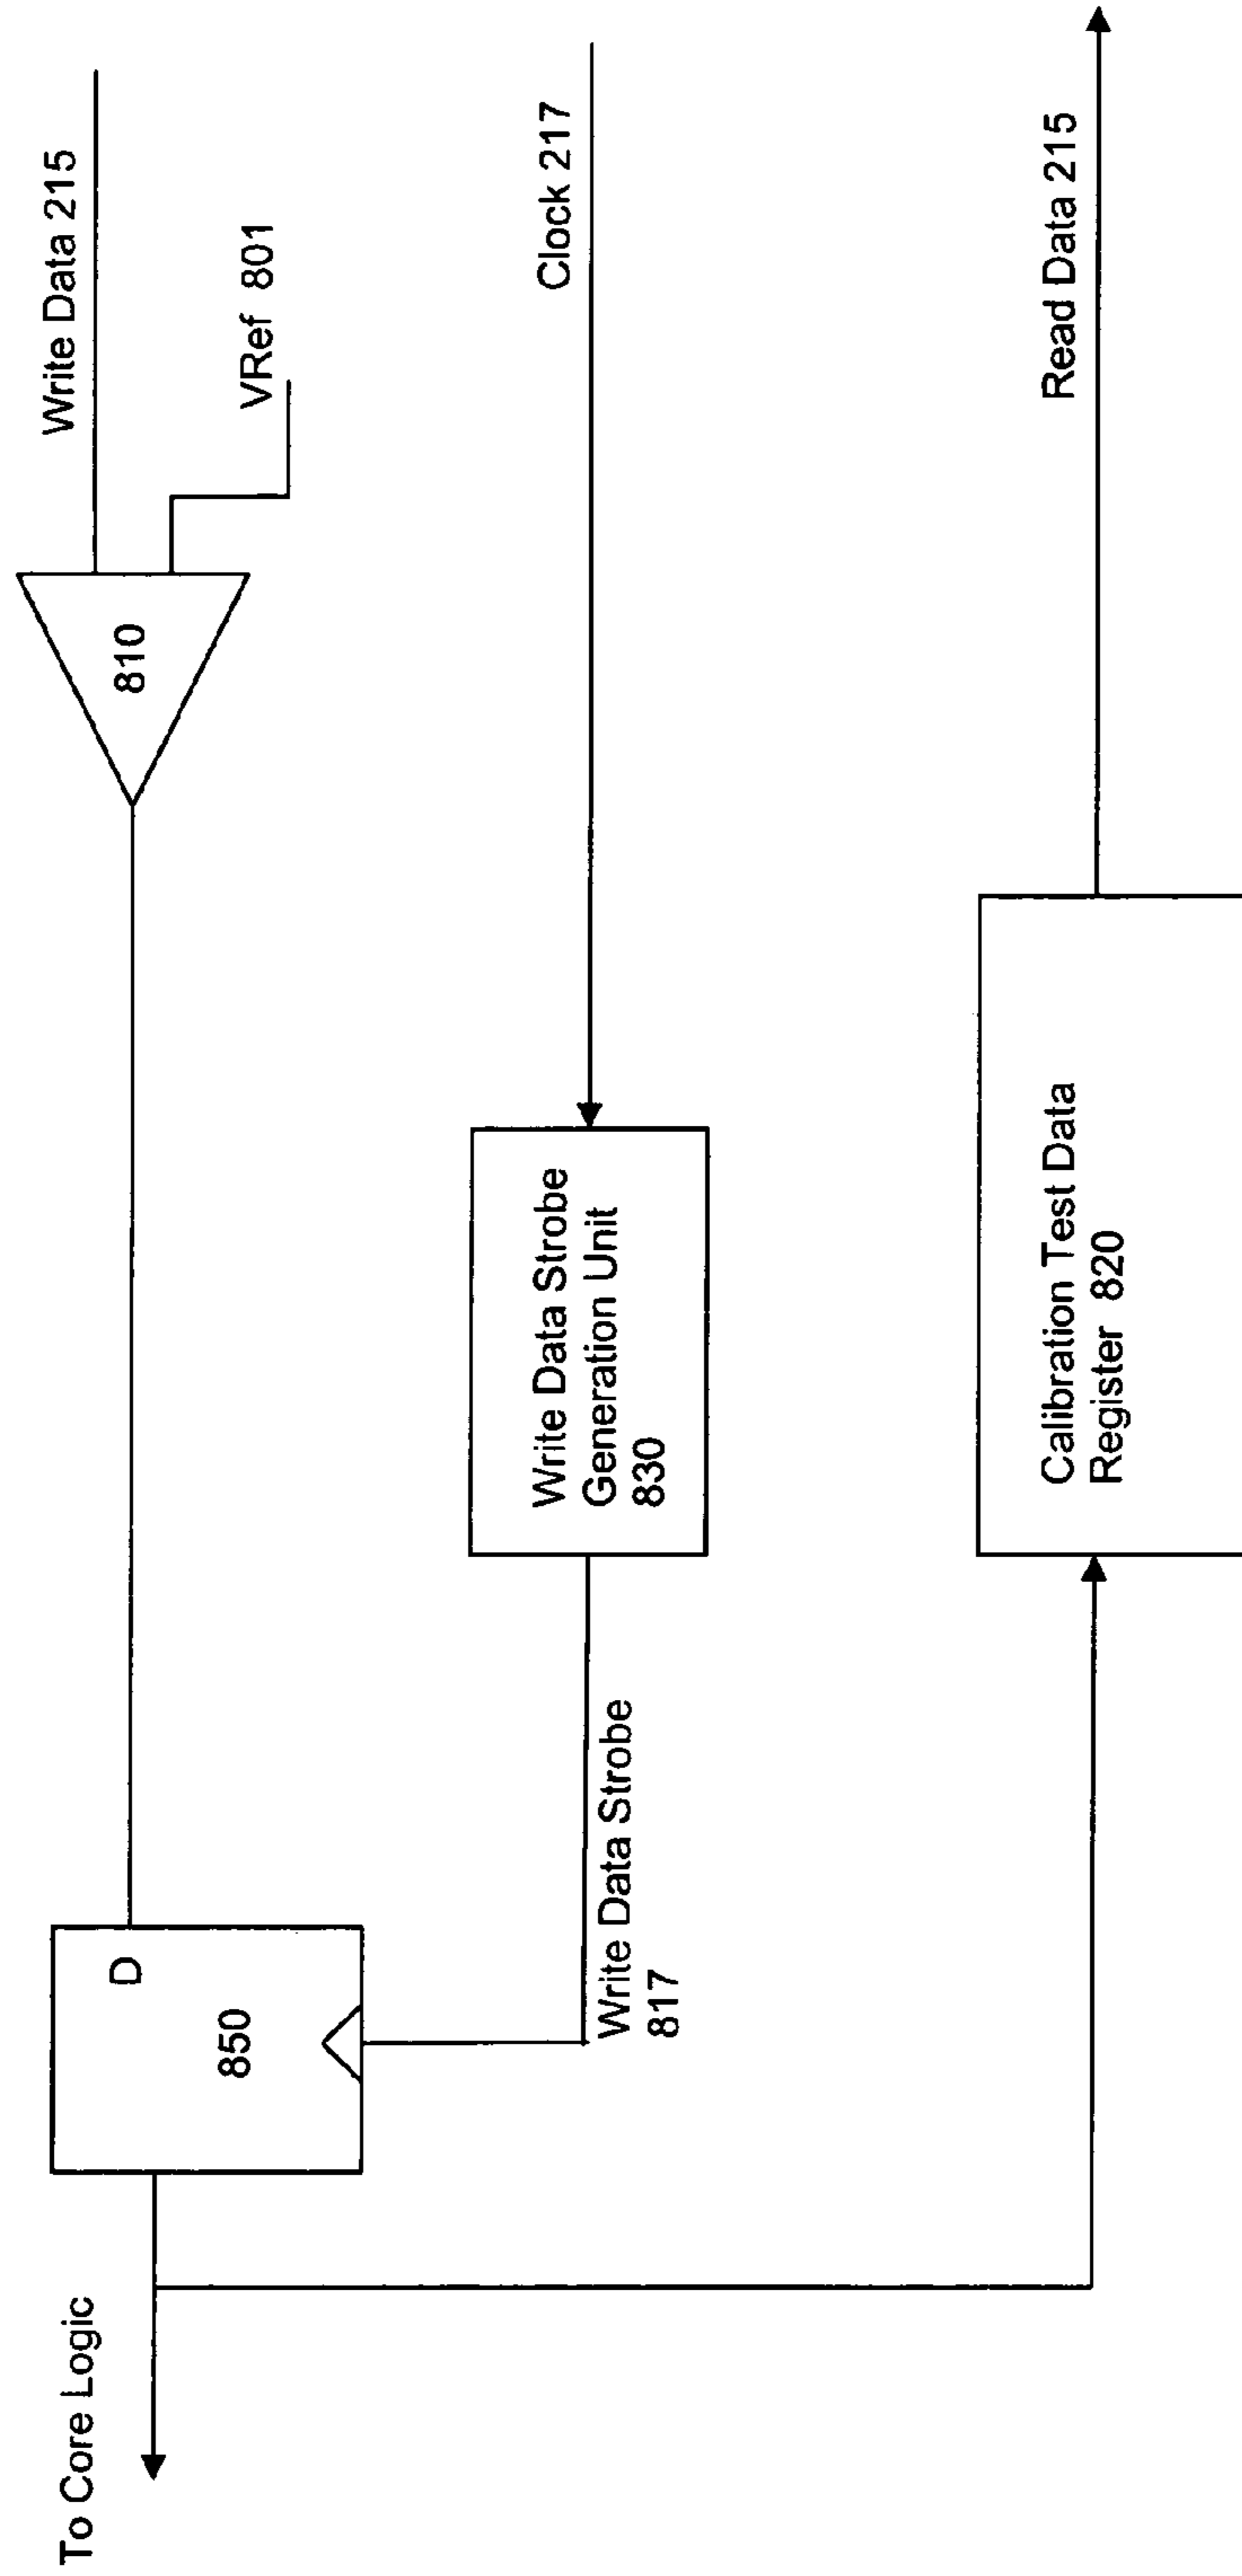 Write Data 215
VRef 801
810
Clock 217
Read Data 215
Write Data Strobe
Generation Unit
830
Calibration Test Data
Register 820
D
850
Write Data Strobe
817
To Core Logic